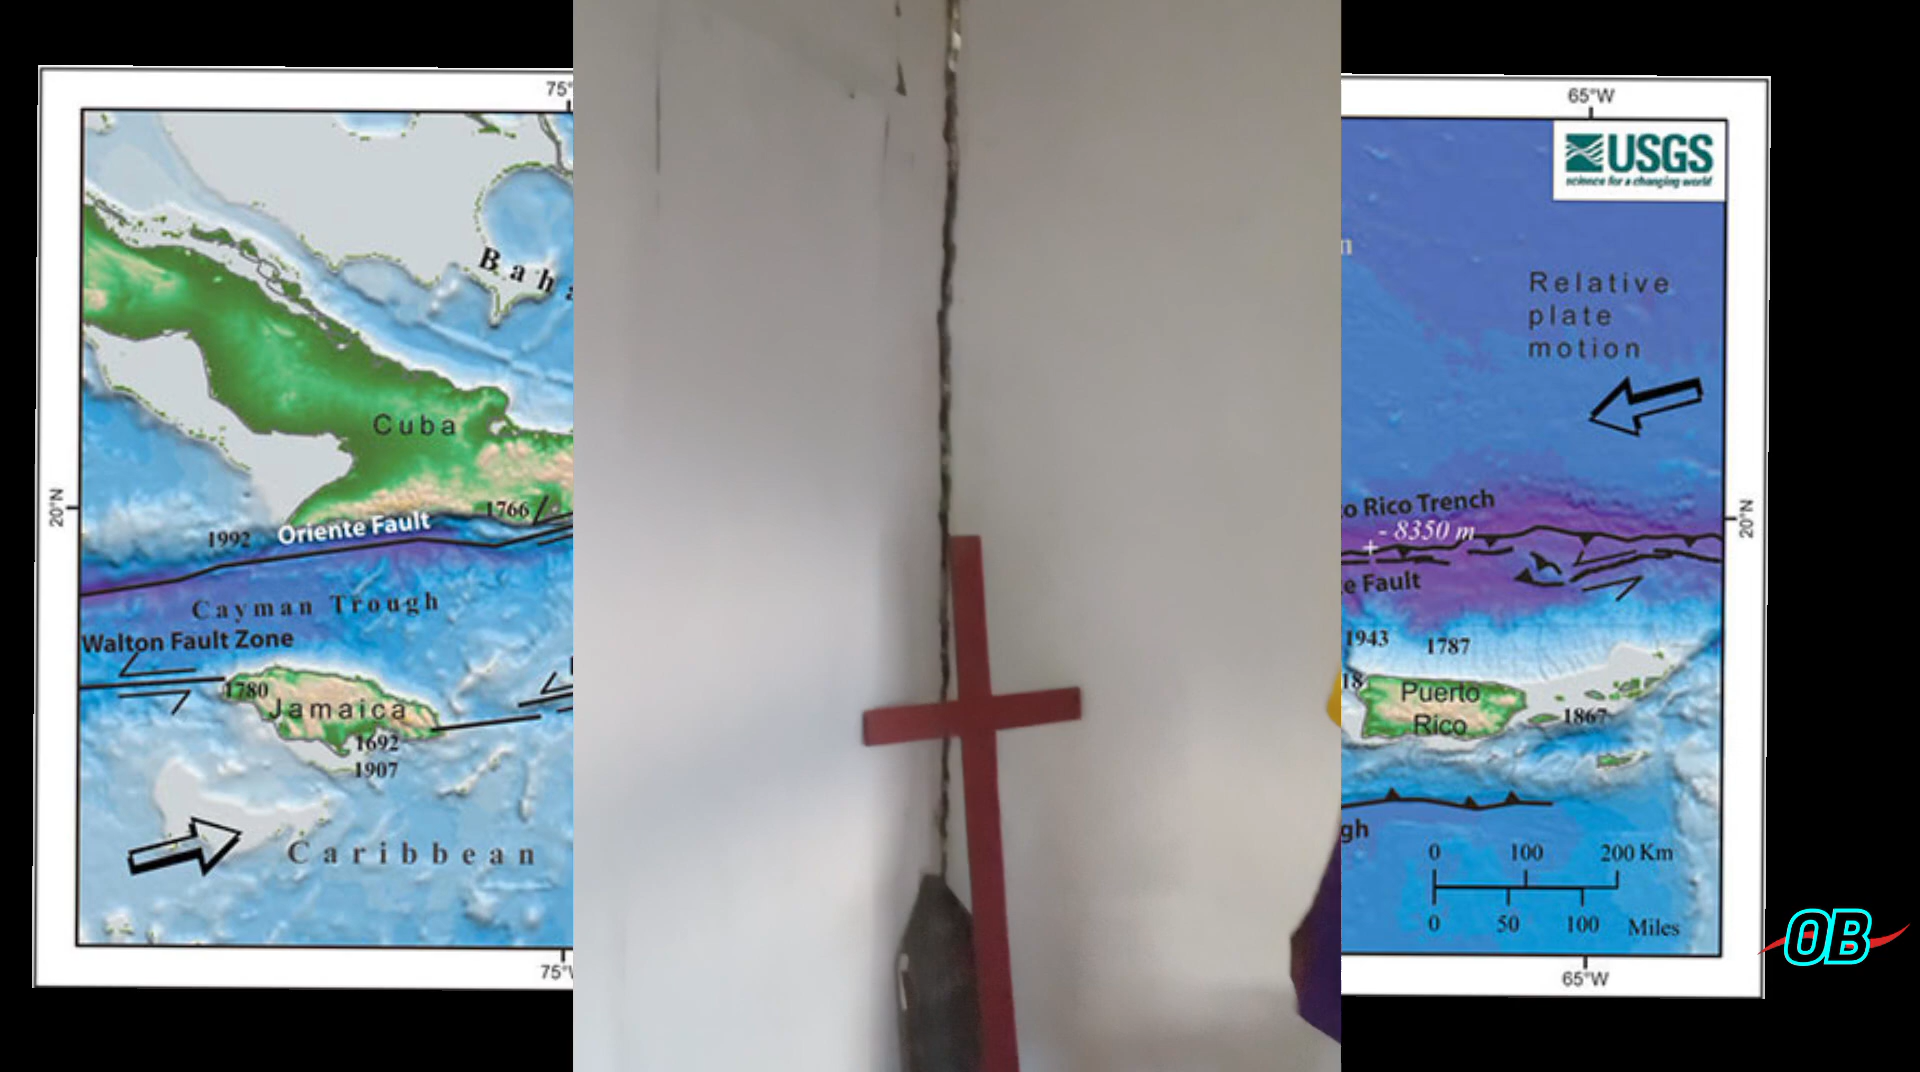 75°
65°W
USGS
science for a changing world
Bah
Relative
plate
motion
Cuba
20°N
20°N
1766
1992
Oriente Fault
o Rico Trench
- 8350 m
e Fault
Cayman Trough
Walton Fault Zone
1943
1787
1780
Jamaica
18
Puerto
Rico
1692
1867
1907
gh
Caribbean
0 100 200 Km
0 50 100 Miles
75°
65°W
OB